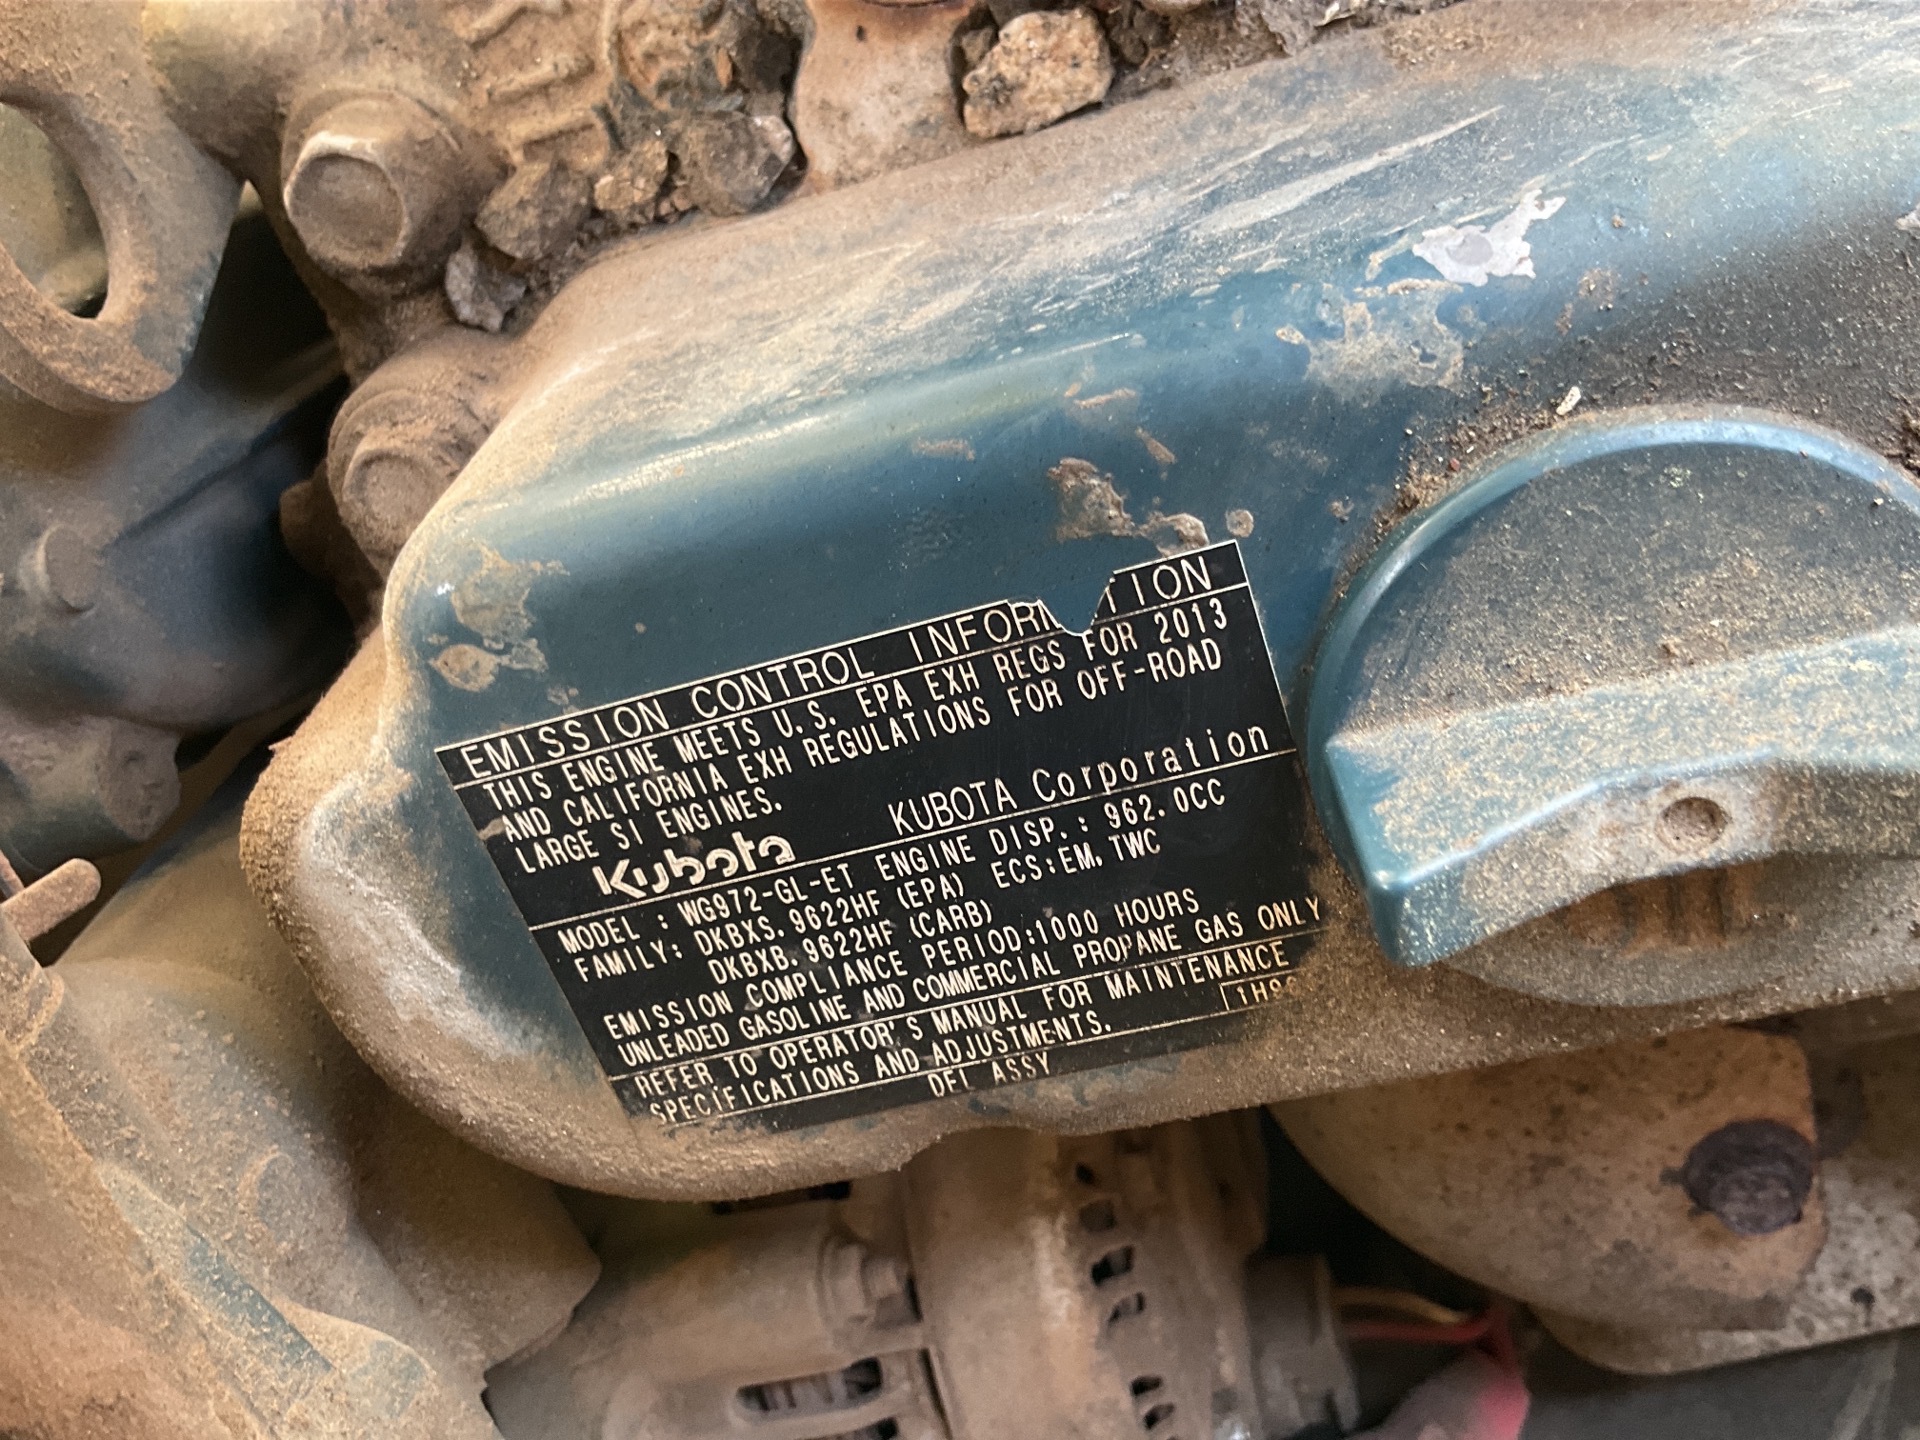 EMISSION CONTROL
THIS ENGINE MEETS U.S. EPA EXH REGS FOR 2013
AND CALIFORNIA EXH REGULATIONS FOR OFF-ROAD
LARGE SI ENGINES.
Kubota KUBOTA Corporation
MODEL : WG972-GL-ET ENGINE DISP.: 962.0CC
FAMILY: DKBXS.9622HF (EPA) ECS:EM,TWC
DKBXB.9622HF (CARB)
EMISSION COMPLIANCE PERIOD:1000 HOURS
UNLEADED GASOLINE AND COMMERCIAL PROPANE GAS ONLY
REFER TO OPERATOR'S MANUAL FOR MAINTENANCE
SPECIFICATIONS AND ADJUSTMENTS.
ASSY